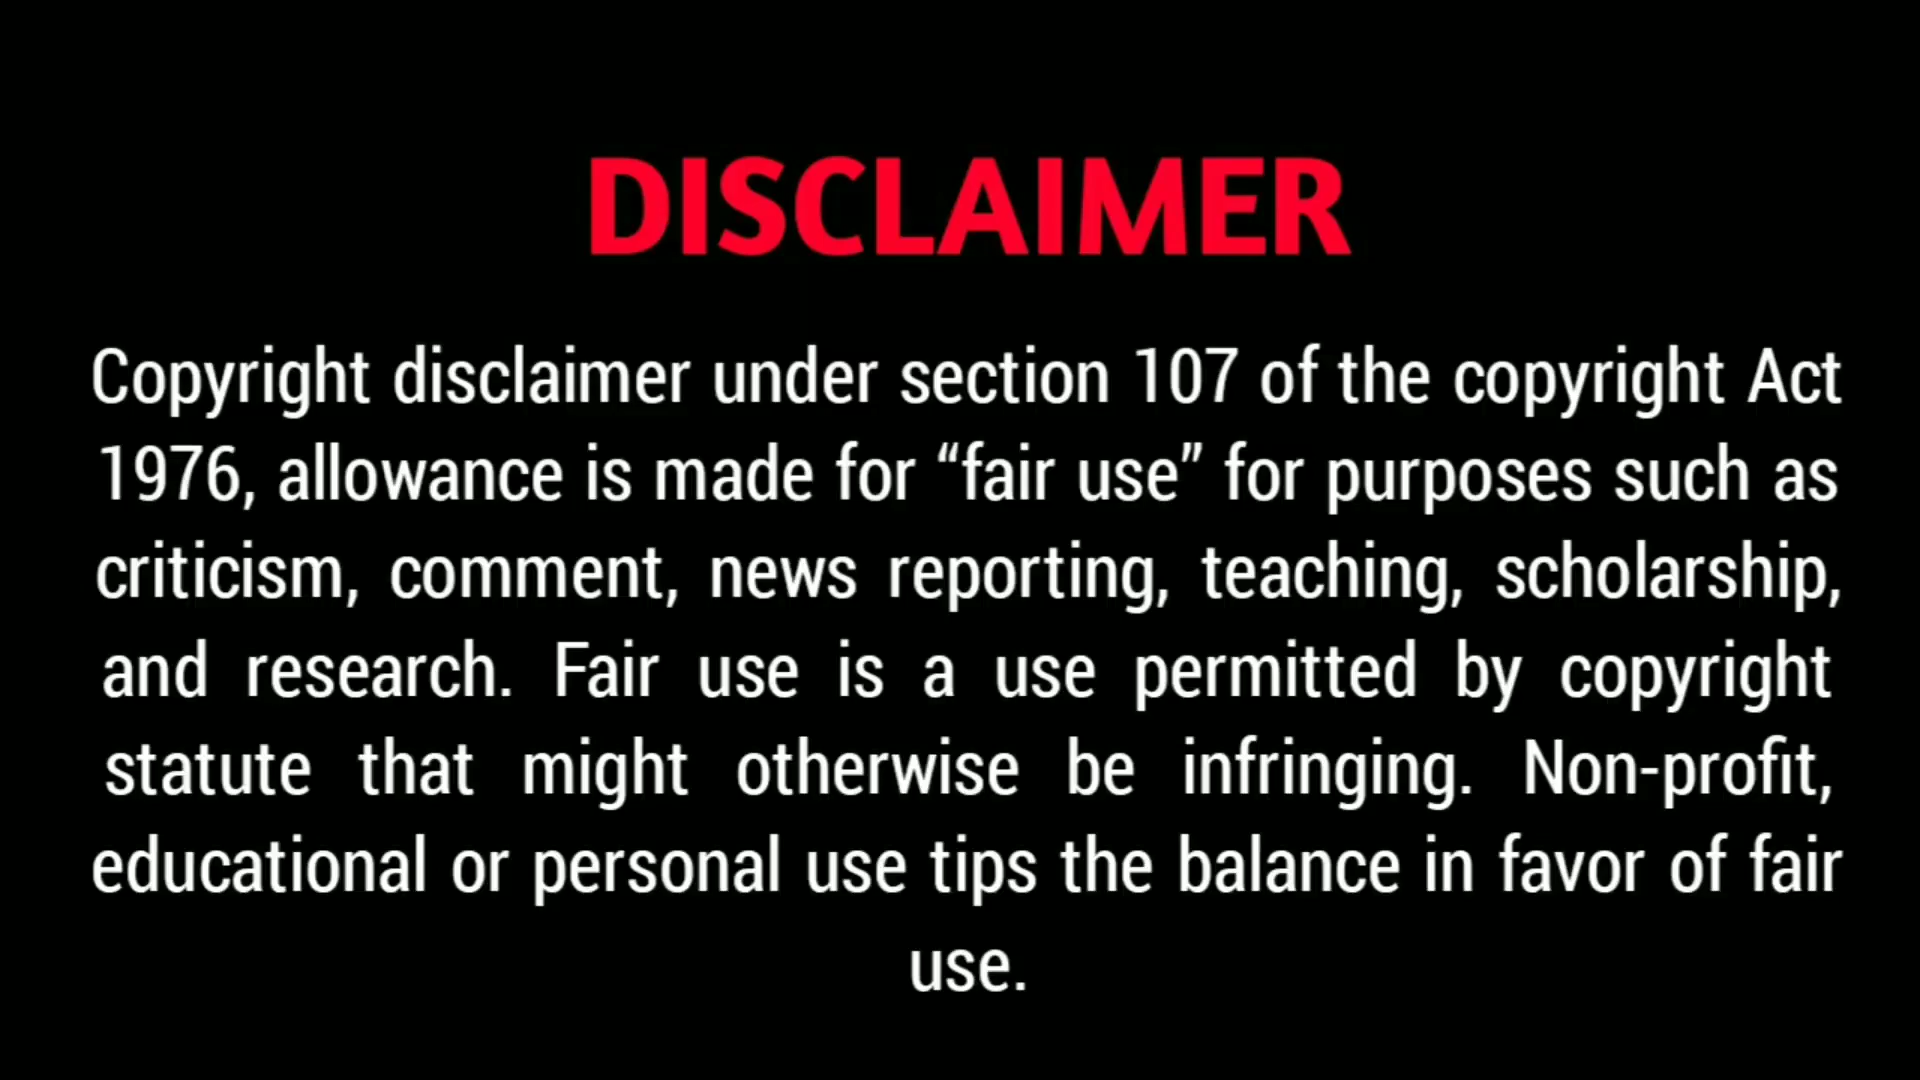 DISCLAIMER
Copyright disclaimer under section 107 of the copyright Act
1976, allowance is made for “fair use” for purposes such as
criticism, comment, news reporting, teaching, scholarship,
and research. Fair use is a use permitted by copyright
statute that might otherwise be infringing. Non-profit,
educational or personal use tips the balance in favor of fair
use.